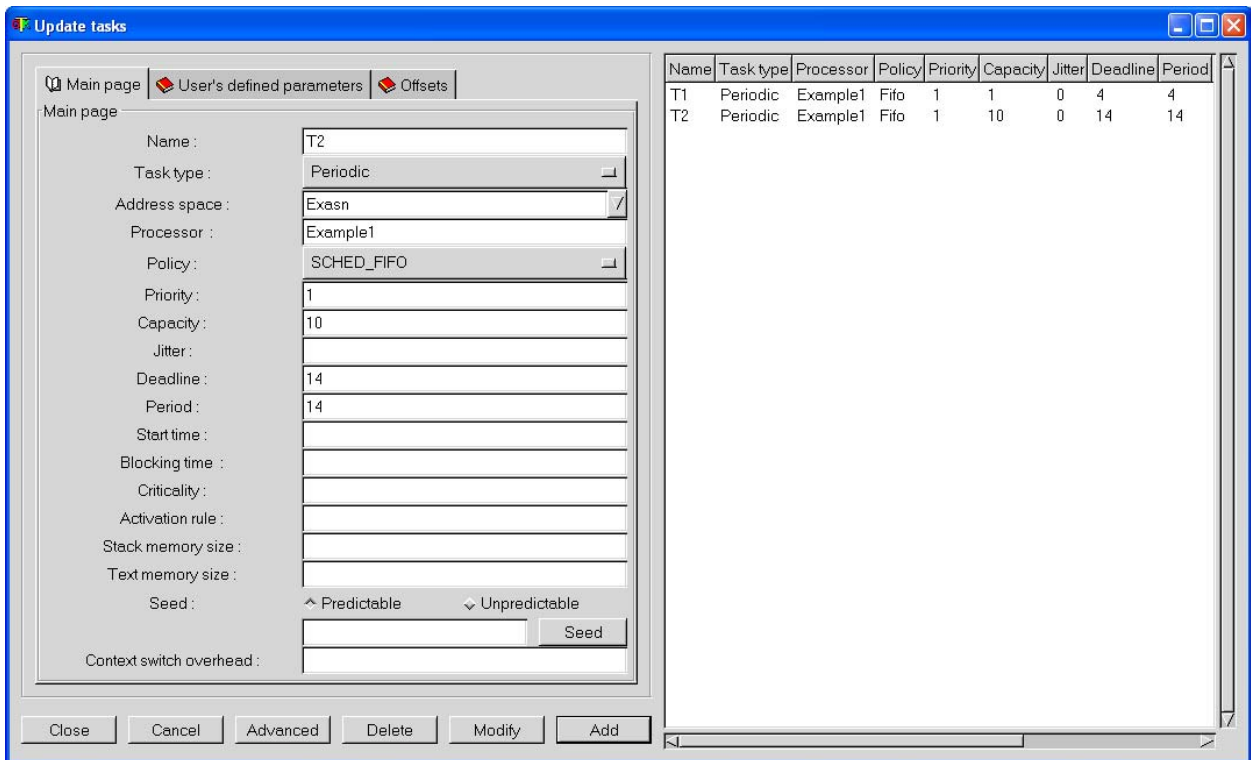 Update tasks
Main page User's defined parameters Offsets
Main page
Name : T2
Task type : Periodic
Address space : Exasn
Processor : Example1
Policy : SCHED_FIFO
Priority : 1
Capacity : 10
Jitter :
Deadline : 14
Period : 14
Start time :
Blocking time :
Criticality :
Activation rule :
Stack memory size :
Text memory size :
Seed : Predictable Unpredictable
Seed
Context switch overhead :
Close Cancel Advanced Delete Modify Add
Name Task type Processor Policy Priority Capacity Jitter Deadline Period
T1 Periodic Example1 Fifo 1 1 0 4 4
T2 Periodic Example1 Fifo 1 10 0 14 14